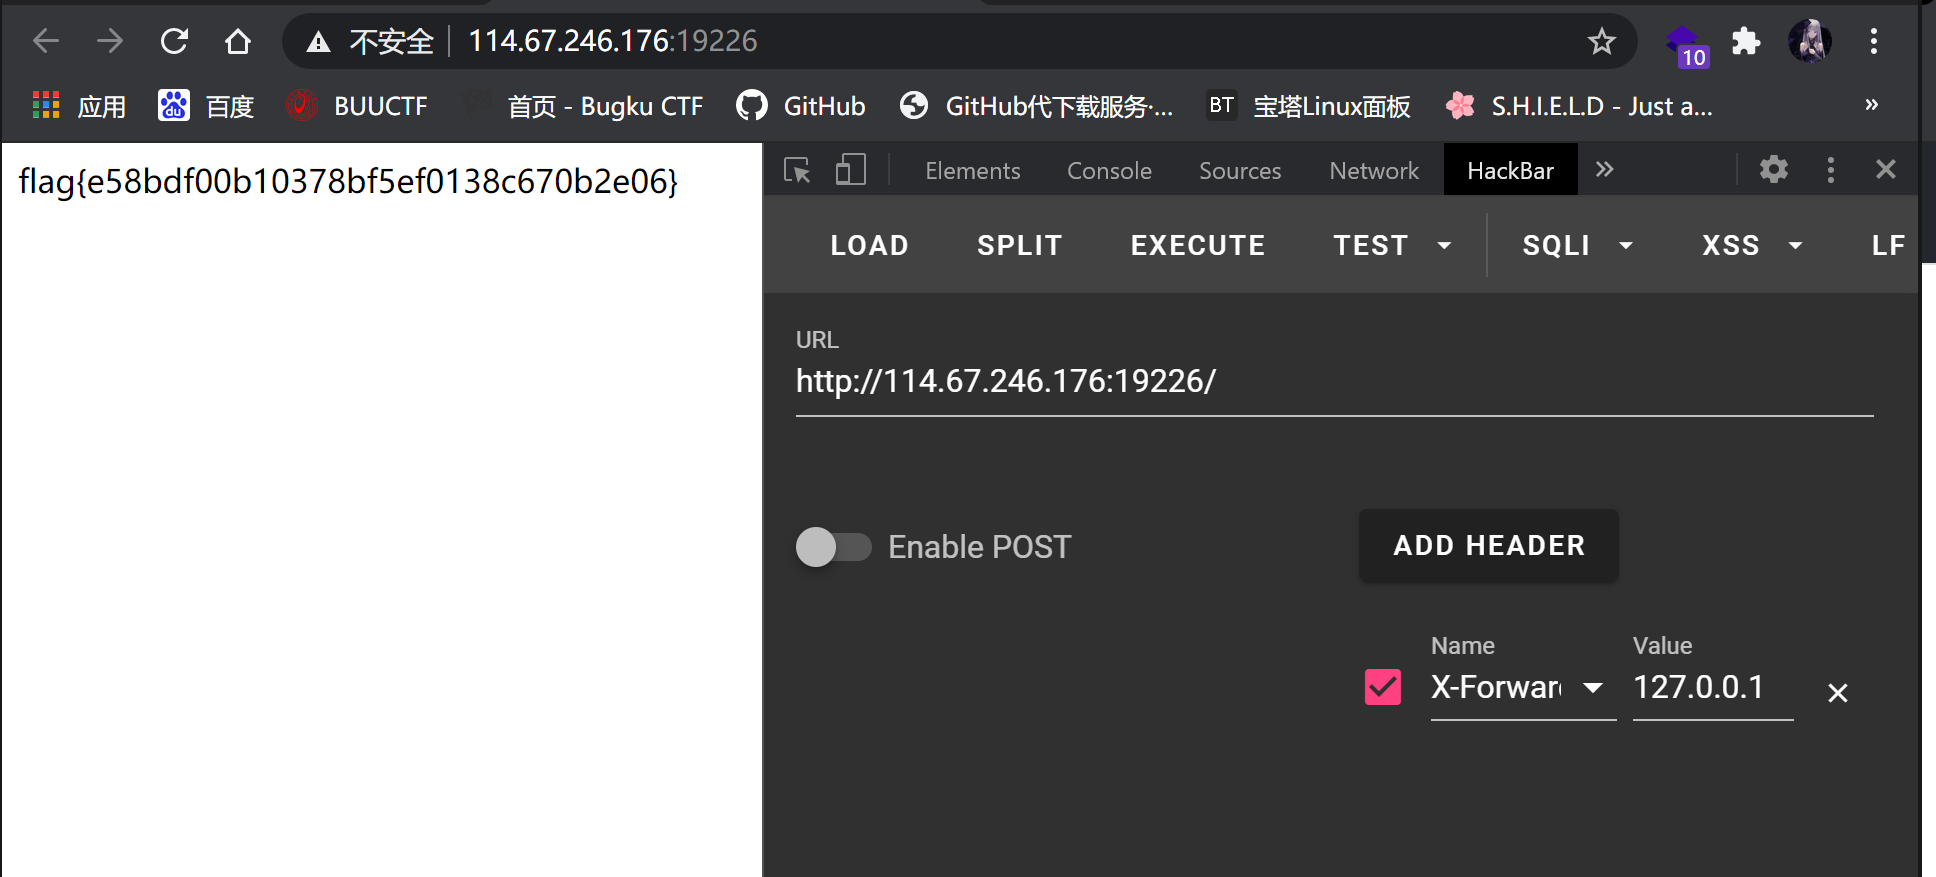 不安全 114.67.246.176:19226
10
应用 百度 BUUCTF 首页 - Bugku CTF GitHub GitHub代下载服务·... BT 宝塔Linux面板 S.H.I.E.L.D - Just a... »
flag{e58bdf00b10378bf5ef0138c670b2e06}
Elements Console Sources Network HackBar
LOAD SPLIT EXECUTE TEST SQLI XSS LF
URL
http://114.67.246.176:19226/
Enable POST ADD HEADER
Name Value
X-Forwar 127.0.0.1